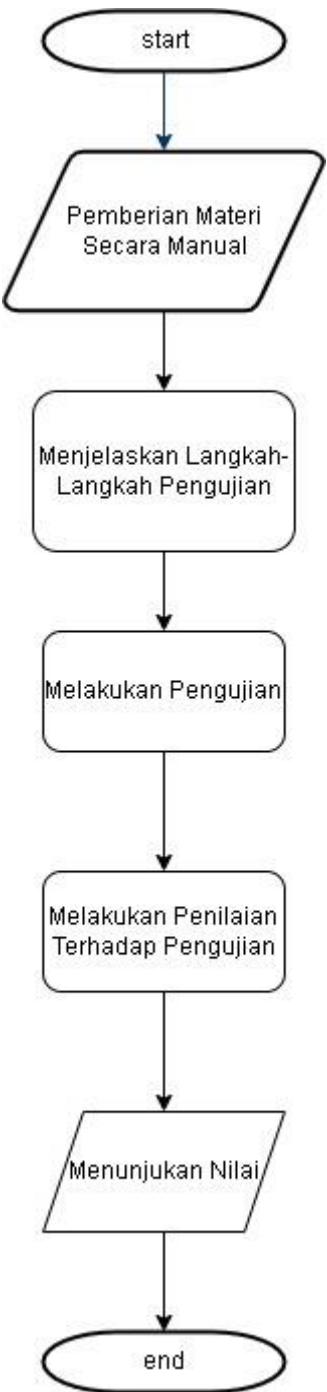 start
Pemberian Materi
Secara Manual
Menjelaskan Langkah-
Langkah Pengujian
Melakukan Pengujian
Melakukan Penilaian
Terhadap Pengujian
Menunjukan Nilai
end